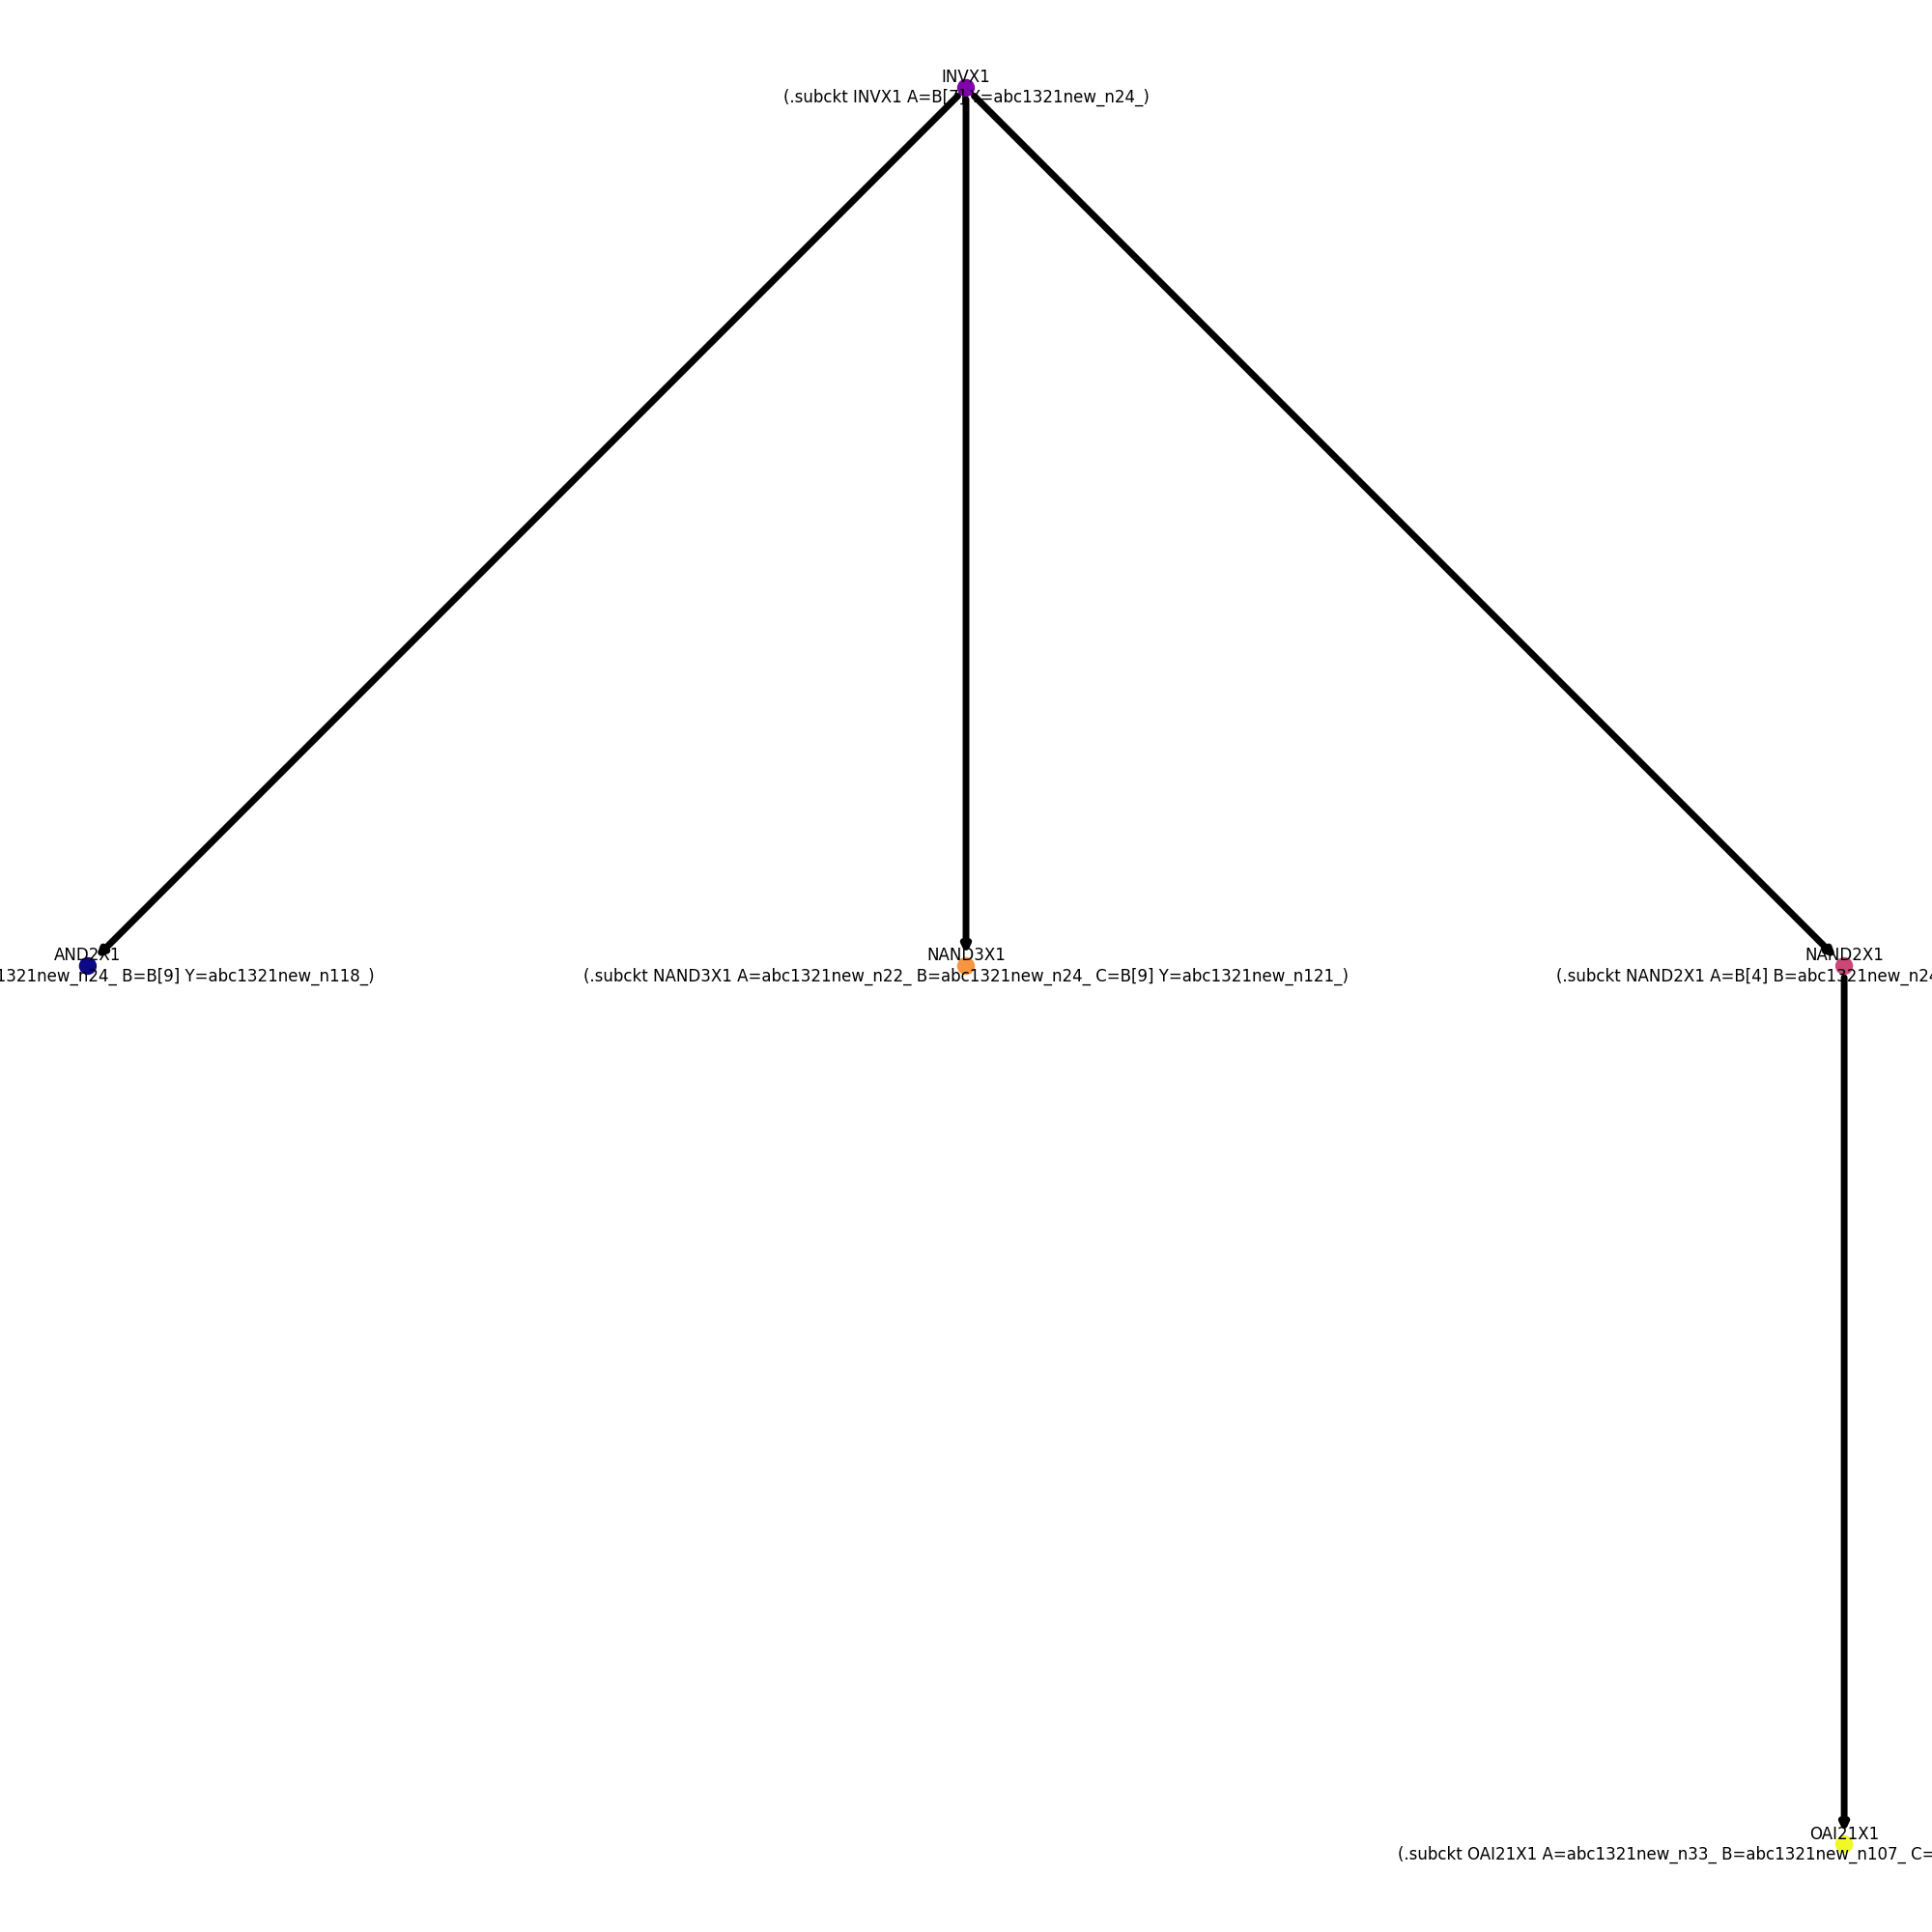 INVX1
(.subckt INVX1 A=B[7] Y=abc1321new_n24_)
AND2X1
1321new_n24_ B=B[9] Y=abc1321new_n118_)
NAND3X1
(.subckt NAND3X1 A=abc1321new_n22_ B=abc1321new_n24_ C=B[9] Y=abc1321new_n121_)
NAND2X1
(.subckt NAND2X1 A=B[4] B=abc1321new_n24
OAI21X1
(.subckt OAI21X1 A=abc1321new_n33_ B=abc1321new_n107_ C=